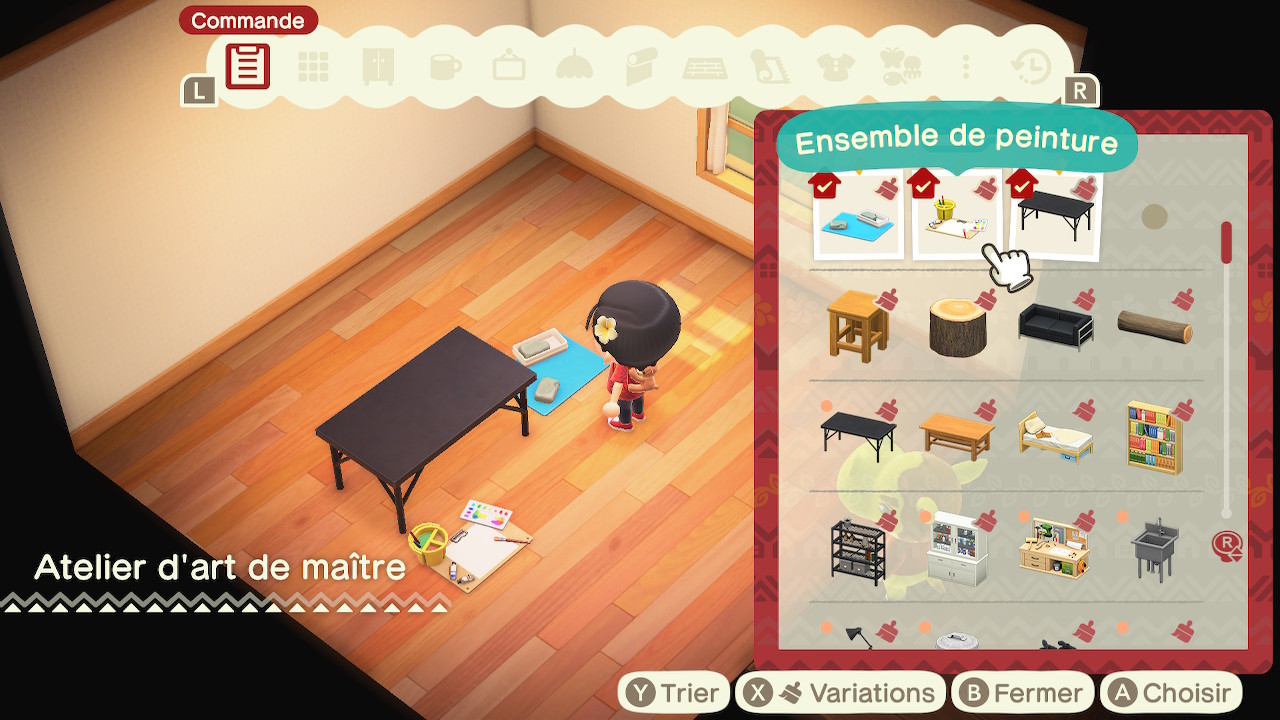 Commande
L
R
Ensemble de peinture
Atelier d'art de maître
R
Y Trier
X Variations
B Fermer
A Choisir